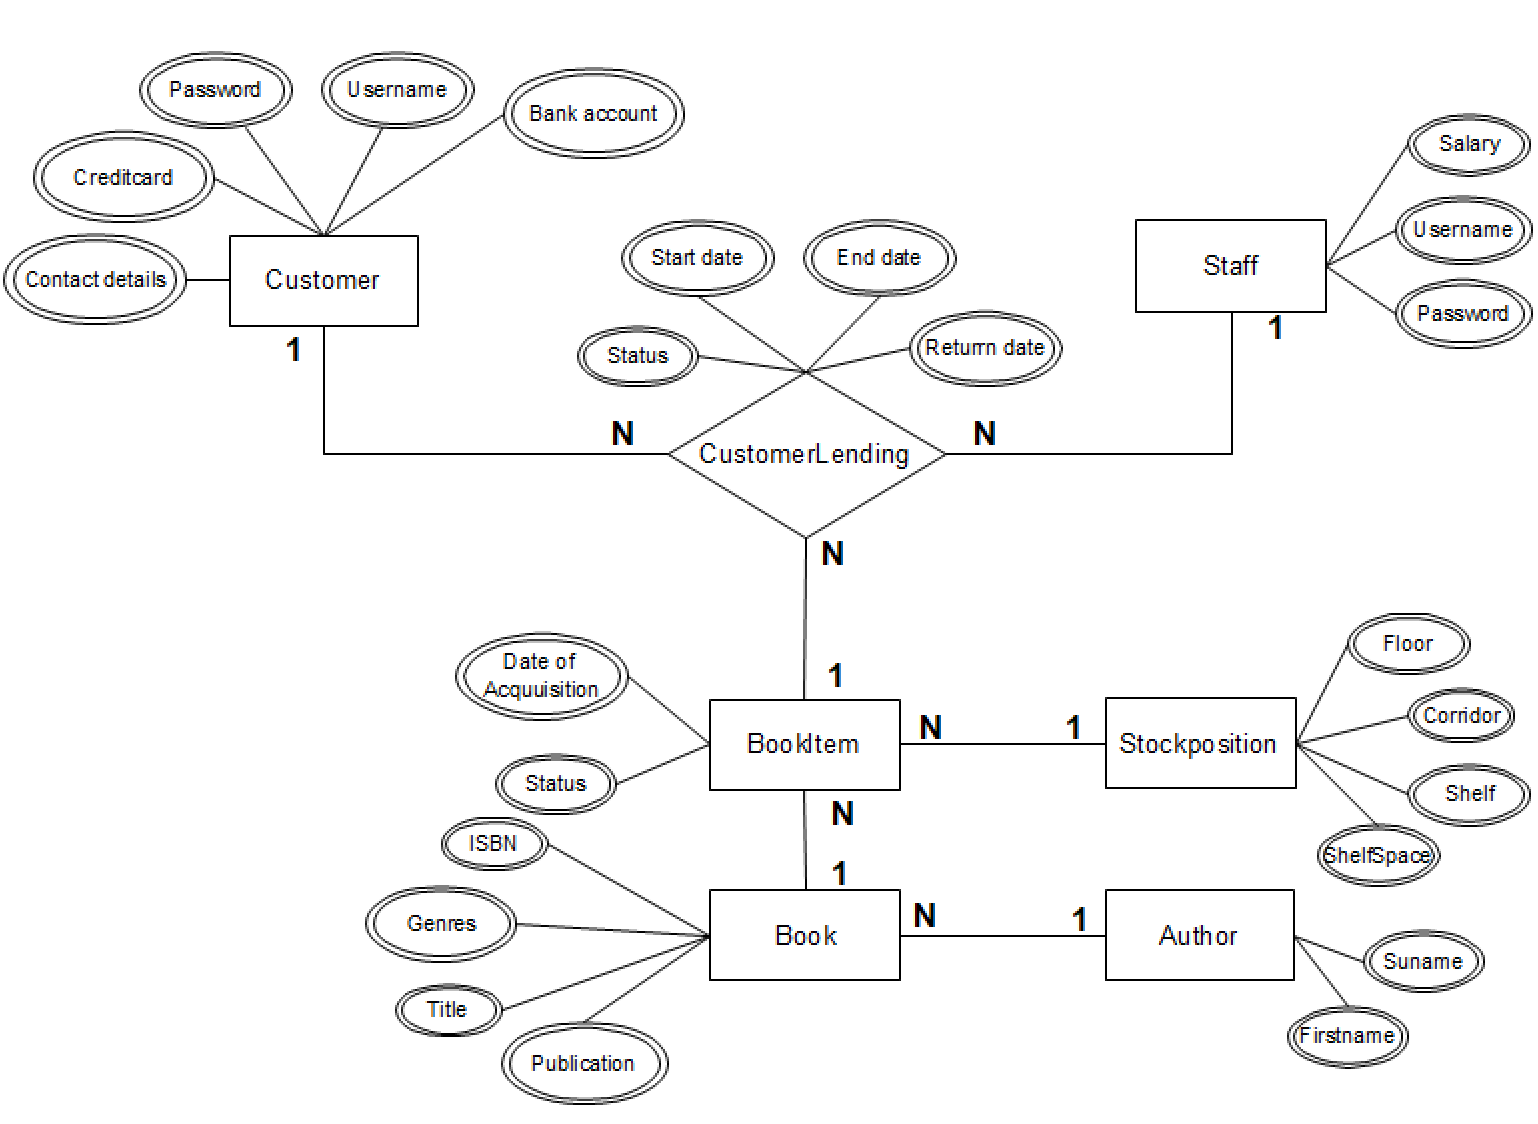 Password
Username
Bank account
Creditcard
Contact details
Customer
1
Start date
End date
Status
Returrn date
Salary
Username
Password
Staff
1
N
N
CustomerLending
N
1
Date of
Acquuisition
Status
BookItem
N
1
Stockposition
Floor
Corridor
Shelf
ShelfSpace
N
1
ISBN
Genres
Title
Publication
Book
N
1
Author
Suname
Firstname